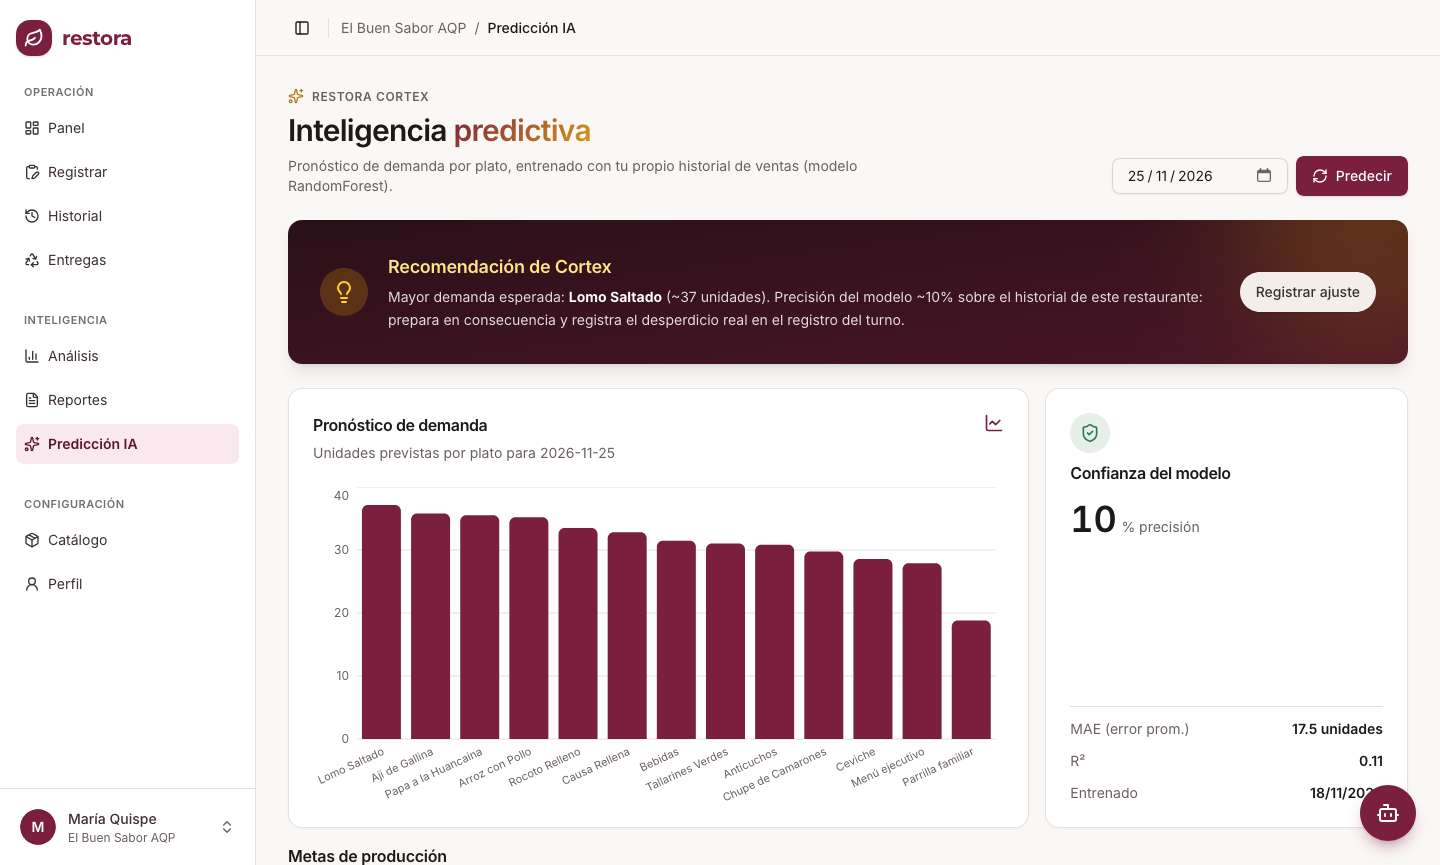 restora
OPERACIÓN
Panel
Registrar
Historial
Entregas
INTELIGENCIA
Análisis
Reportes
Predicción IA
CONFIGURACIÓN
Catálogo
Perfil
M
María Quispe
El Buen Sabor AQP
El Buen Sabor AQP / Predicción IA
RESTORA CORTEX
Inteligencia predictiva
Pronóstico de demanda por plato, entrenado con tu propio historial de ventas (modelo
RandomForest).
25 / 11 / 2026
Predecir
Recomendación de Cortex
Mayor demanda esperada: Lomo Saltado (~37 unidades). Precisión del modelo ~10% sobre el historial de este restaurante:
prepara en consecuencia y registra el desperdicio real en el registro del turno.
Registrar ajuste
Pronóstico de demanda
Unidades previstas por plato para 2026-11-25
40
30
20
10
0
Lomo Saltado
Aji de Gallina
Papa a la Huancaina
Arroz con Pollo
Rocoto Relleno
Causa Rellena
Bebidas
Tallarines Verdes
Anticuchos
Chupe de Camarones
Ceviche
Menú ejecutivo
Parrilla familiar
Confianza del modelo
10 % precisión
MAE (error prom.) 17.5 unidades
R² 0.11
Entrenado
Metas de producción